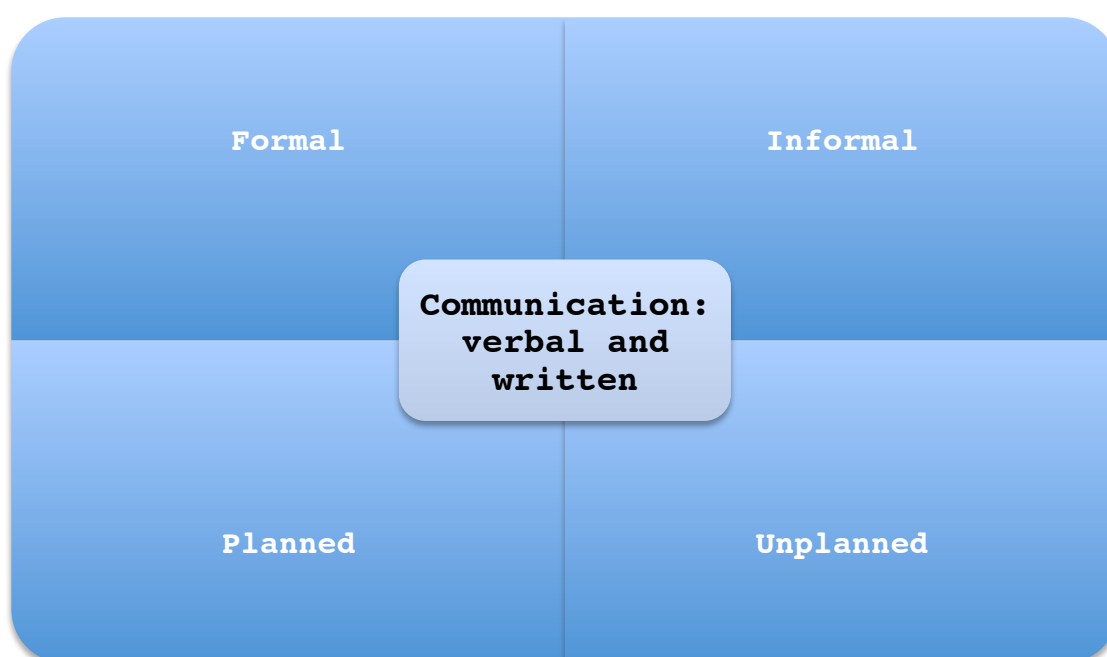 Formal
Informal
Communication:
verbal and
written
Planned
Unplanned